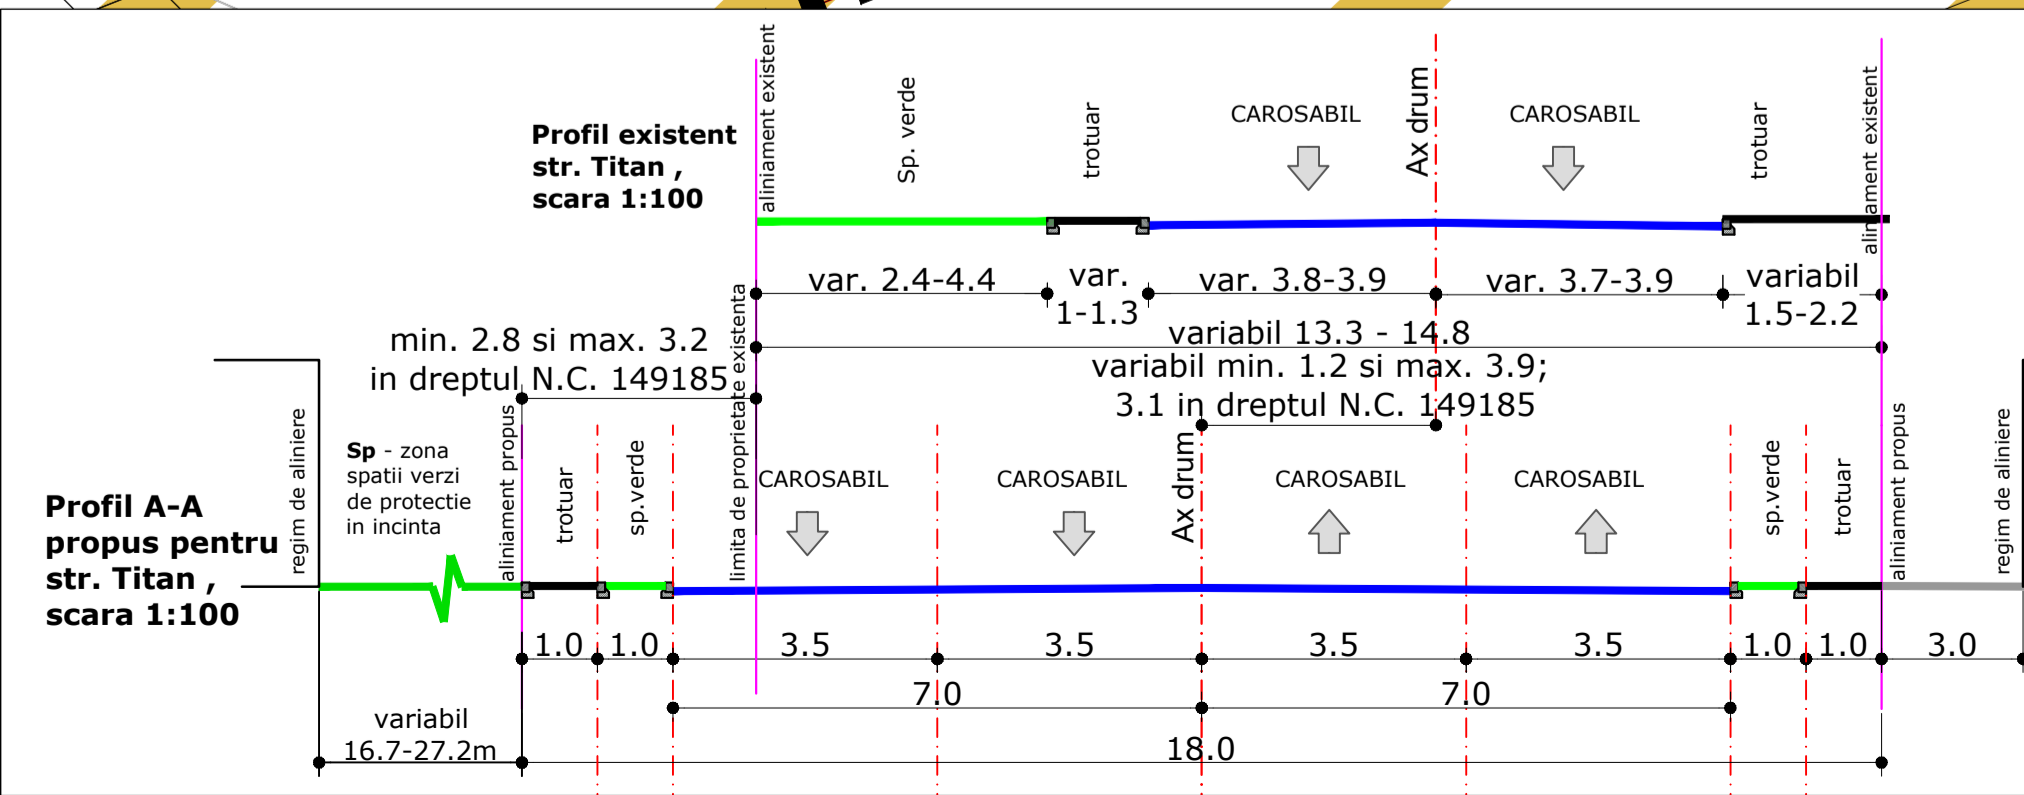 Profil existent
str. Titan ,
scara 1:100
aliniament existent
Sp. verde
trotuar
CAROSABIL
Ax drum
CAROSABIL
trotuar
aliniament existent
var. 2.4-4.4
var.
1-1.3
var. 3.8-3.9
var. 3.7-3.9
variabil
1.5-2.2
variabil 13.3 - 14.8
min. 2.8 si max. 3.2
in dreptul N.C. 149185
variabil min. 1.2 si max. 3.9;
3.1 in dreptul N.C. 149185
Profil A-A
propus pentru
str. Titan ,
scara 1:100
regim de aliniere
Sp - zona
spatii verzi
de protectie
in incinta
aliniament propus
trotuar
sp.verde
limita de proprietate existenta
CAROSABIL
CAROSABIL
Ax drum
CAROSABIL
CAROSABIL
sp.verde
trotuar
aliniament propus
regim de aliniere
1.0
1.0
3.5
3.5
3.5
3.5
1.0
1.0
3.0
7.0
7.0
variabil
16.7-27.2m
18.0